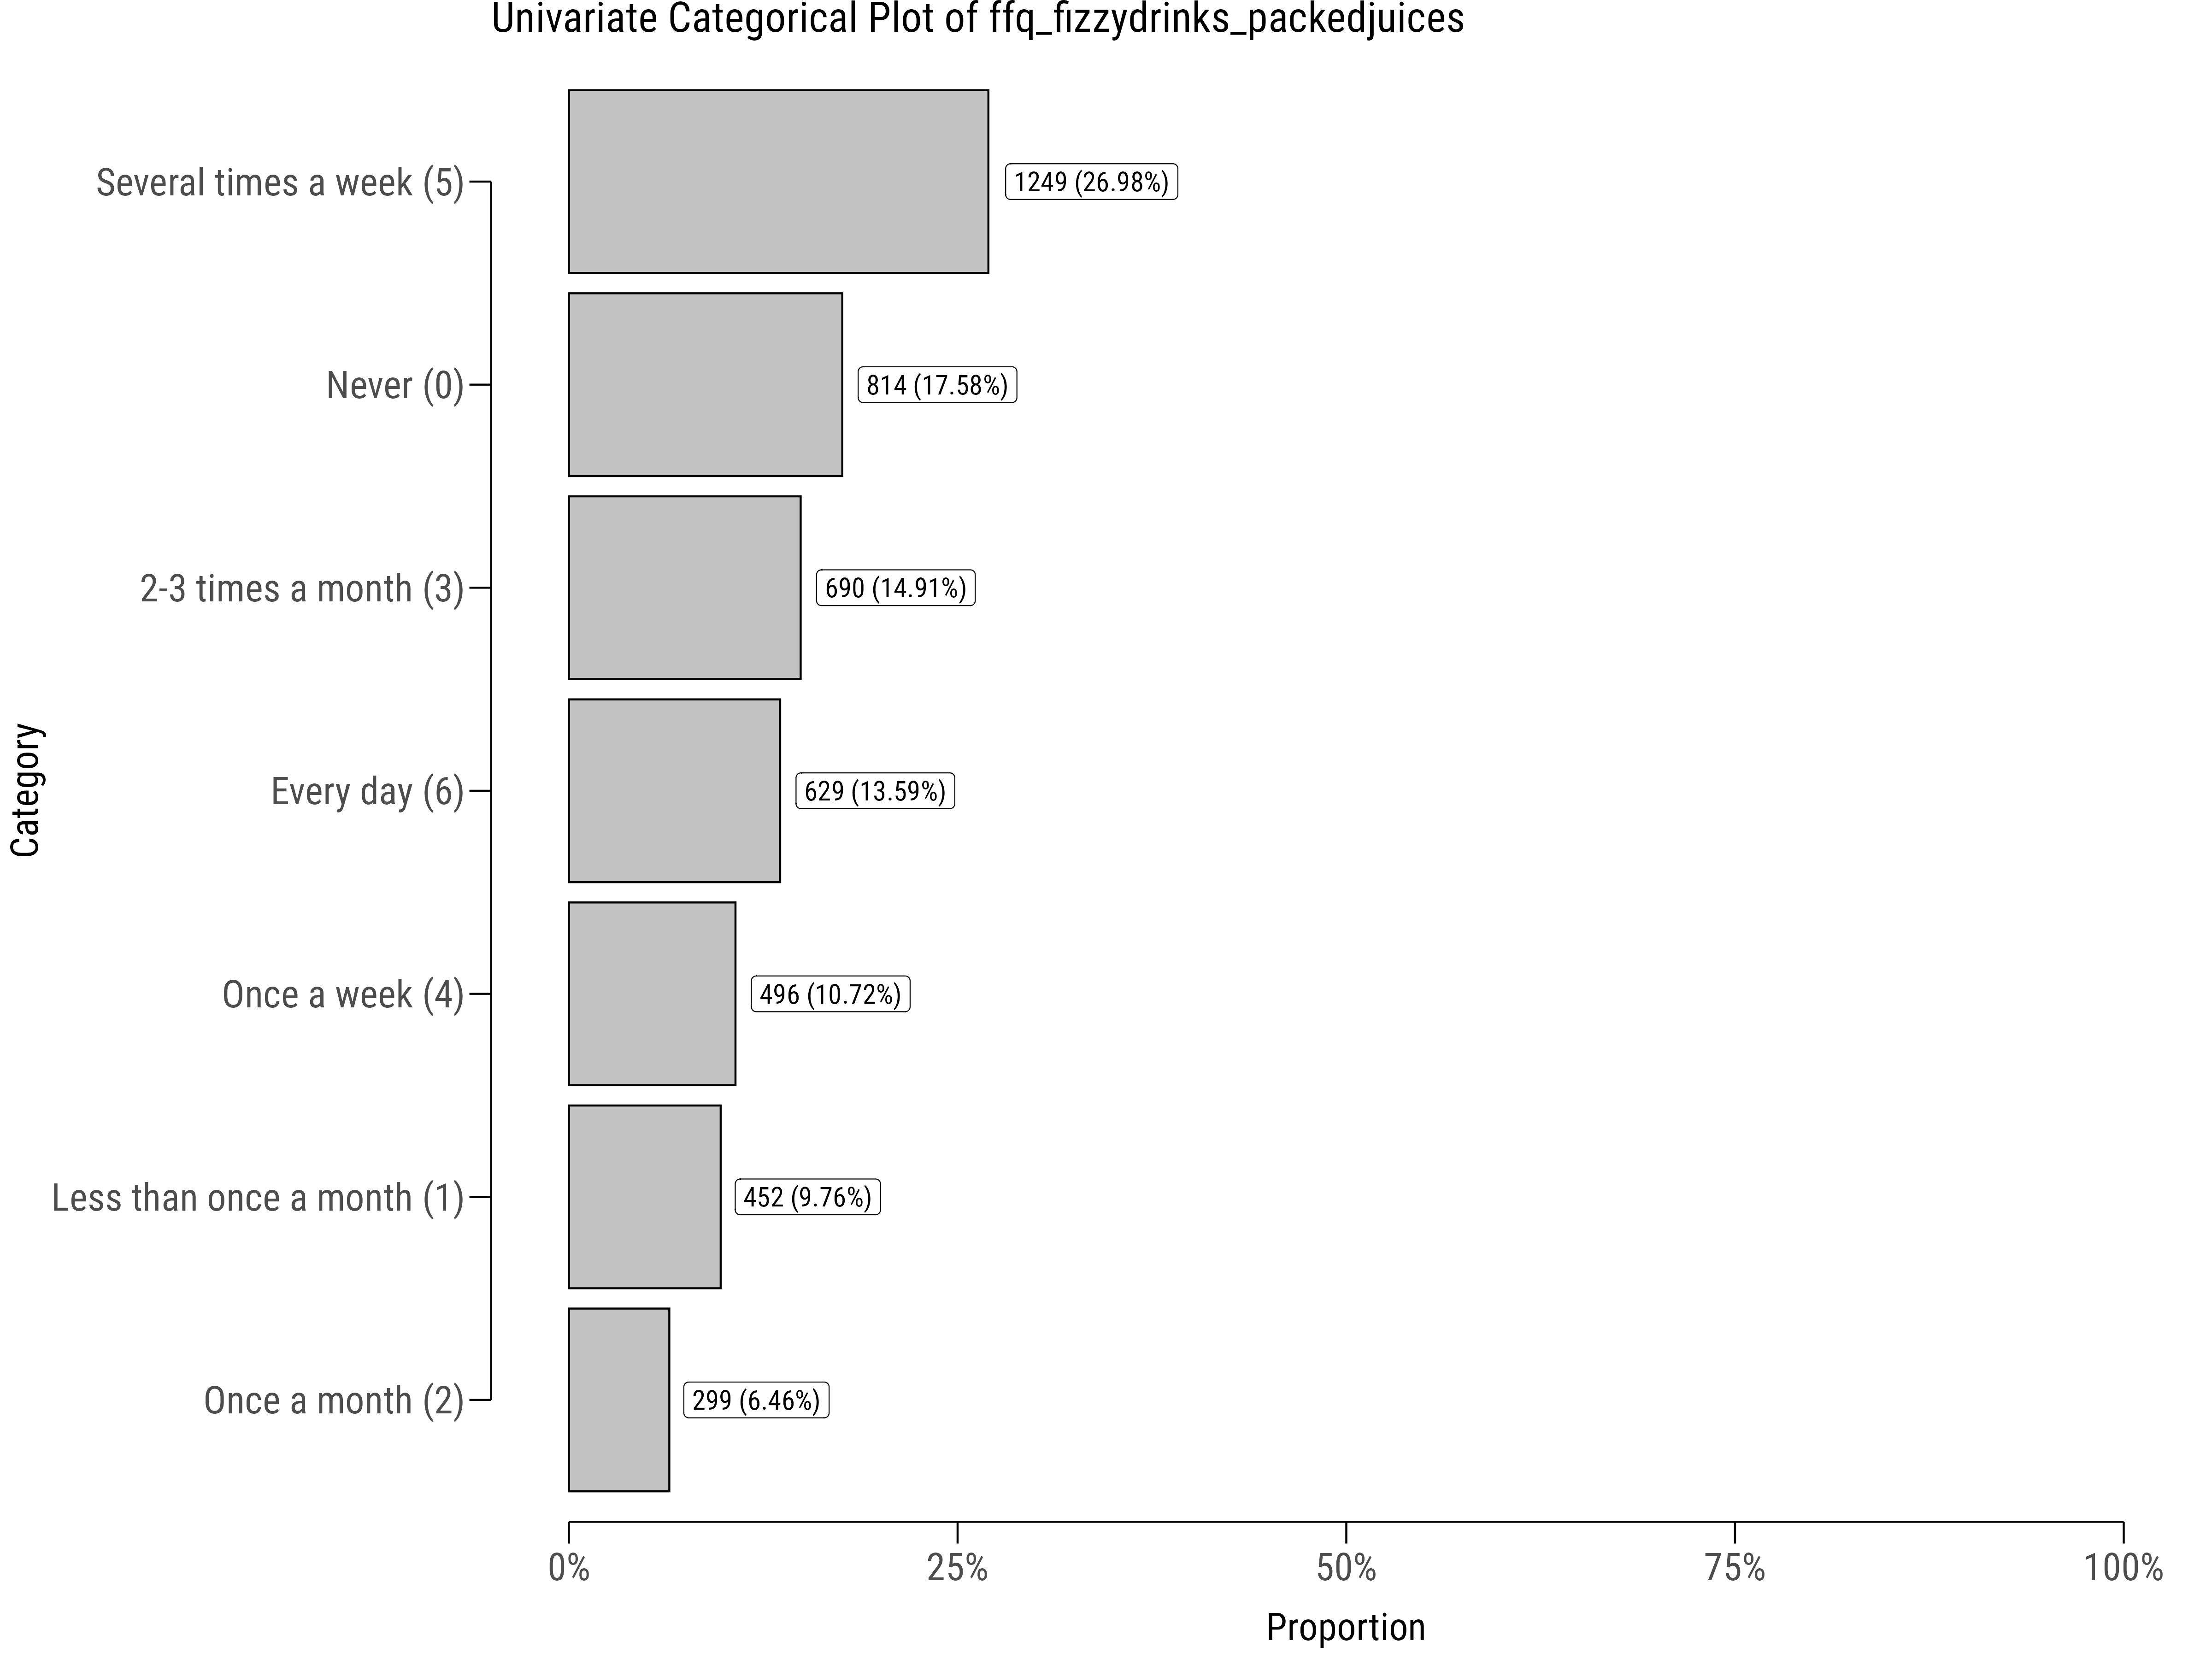 Univariate Categorical Plot of ffq_fizzydrinks_packedjuices
Several times a week (5)
1249 (26.98%)
Never (0)
814 (17.58%)
2-3 times a month (3)
690 (14.91%)
Every day (6)
629 (13.59%)
Once a week (4)
496 (10.72%)
Less than once a month (1)
452 (9.76%)
Once a month (2)
299 (6.46%)
Category
0%
25%
50%
75%
100%
Proportion